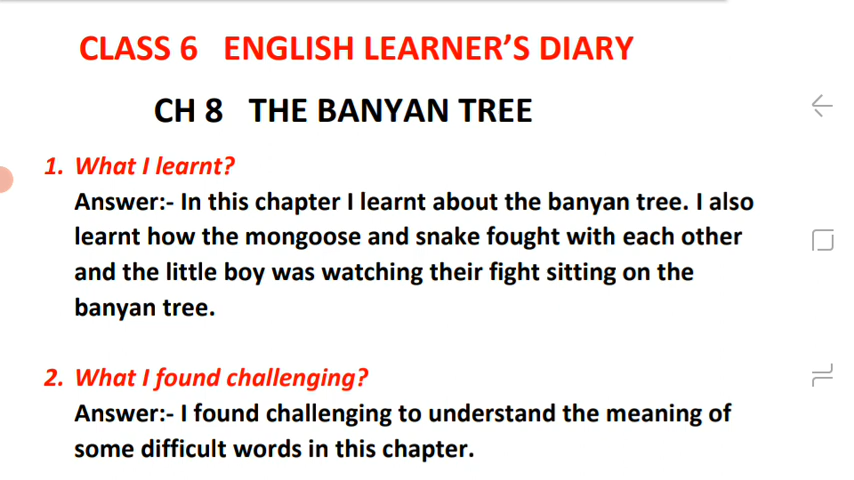 CLASS 6 ENGLISH LEARNER’S DIARY
CH 8 THE BANYAN TREE
1. What I learnt?
Answer:- In this chapter I learnt about the banyan tree. I also
learnt how the mongoose and snake fought with each other
and the little boy was watching their fight sitting on the
banyan tree.
2. What I found challenging?
Answer:- I found challenging to understand the meaning of
some difficult words in this chapter.